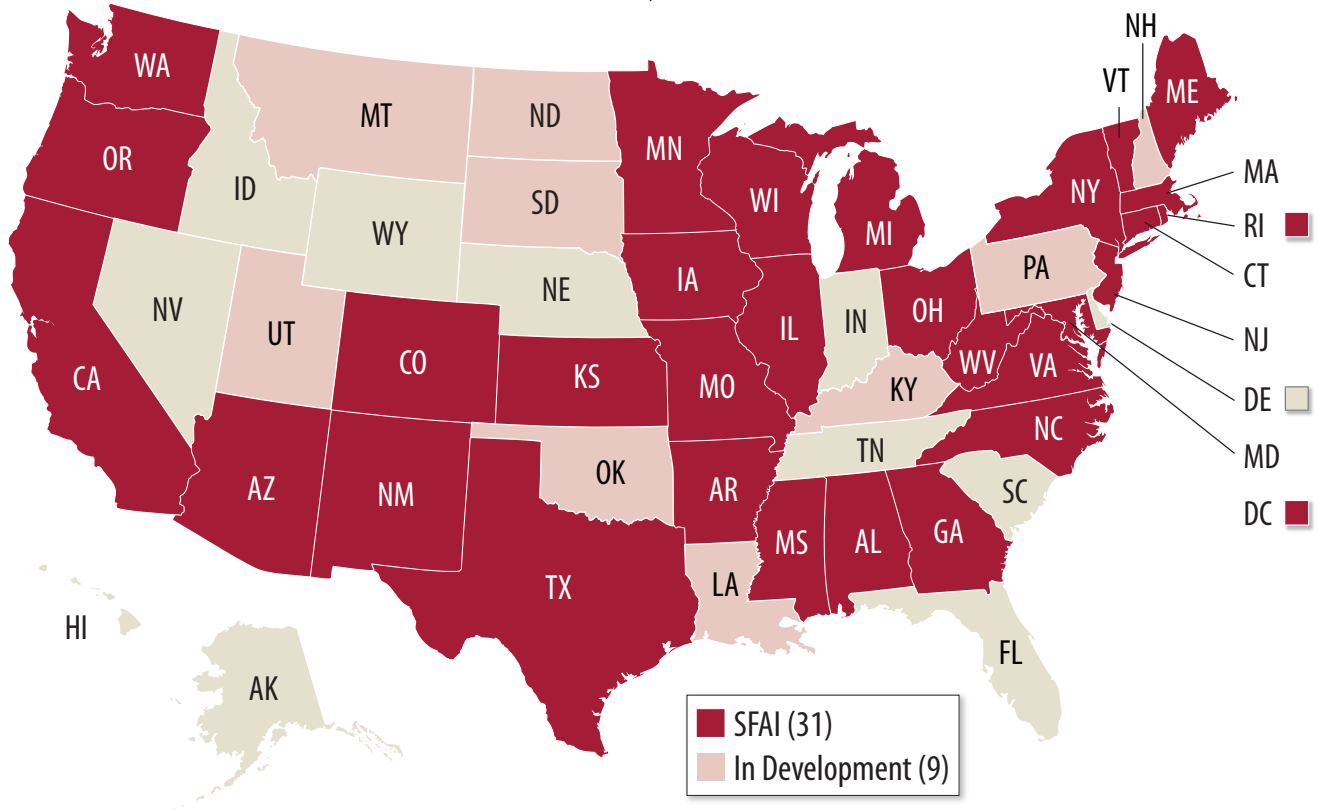 NH
VT
ME
WA
MT
ND
MN
OR
ID
SD
WI
NY
MA
RI
WY
MI
CT
PA
NE
IA
NV
UT
IL
IN
OH
NJ
CO
KS
MO
WV
VA
CA
KY
DE
NC
TN
MD
OK
AZ
NM
AR
SC
DC
MS
AL
GA
TX
LA
HI
FL
AK
SFAI (31)
In Development (9)